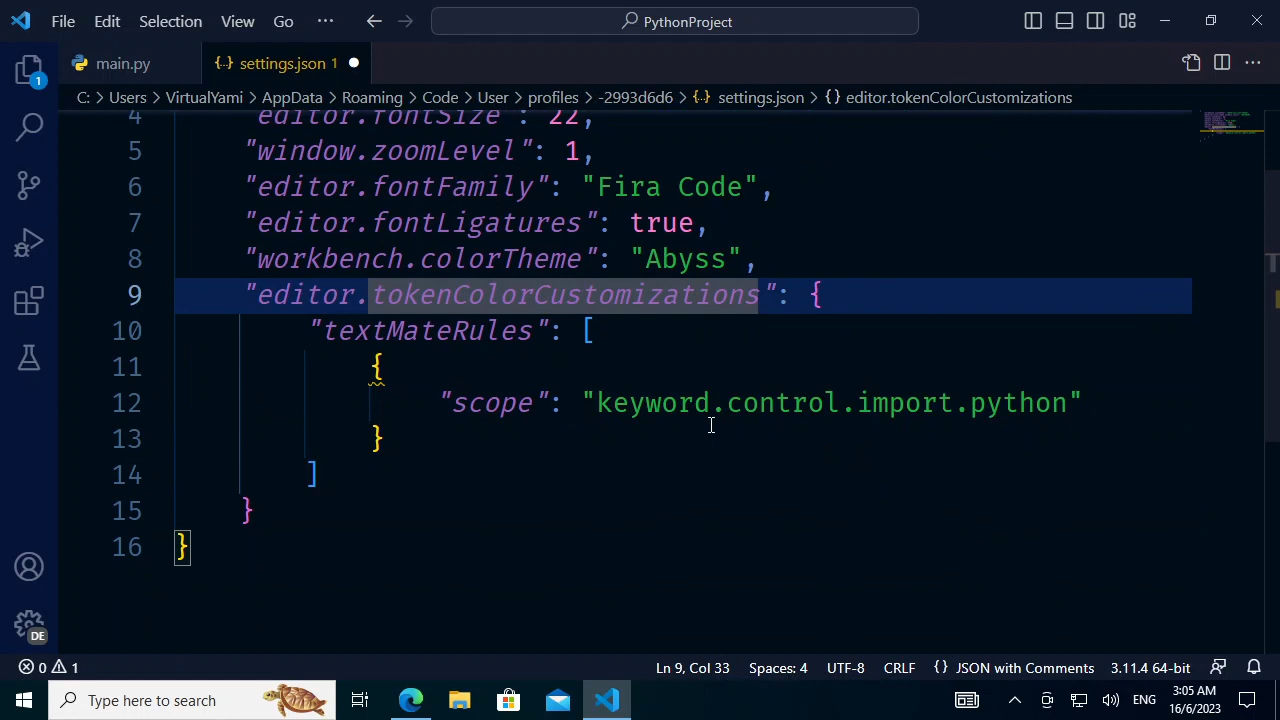 File Edit Selection View Go ··· PythonProject
main.py {..} settings.json 1
C: > Users > VirtualYami > AppData > Roaming > Code > User > profiles > -2993d6d6 > {..} settings.json > {} editor.tokenColorCustomizations
4 "editor.fontSize": 22,
5 "window.zoomLevel": 1,
6 "editor.fontFamily": "Fira Code",
7 "editor.fontLigatures": true,
8 "workbench.colorTheme": "Abyss",
9 "editor.tokenColorCustomizations": {
10 "textMateRules": [
11 {
12 "scope": "keyword.control.import.python"
13 }
14 ]
15 }
16 }
1
DE
0 1 Ln 9, Col 33 Spaces: 4 UTF-8 CRLF {} JSON with Comments 3.11.4 64-bit
Type here to search ENG 3:05 AM
16/6/2023